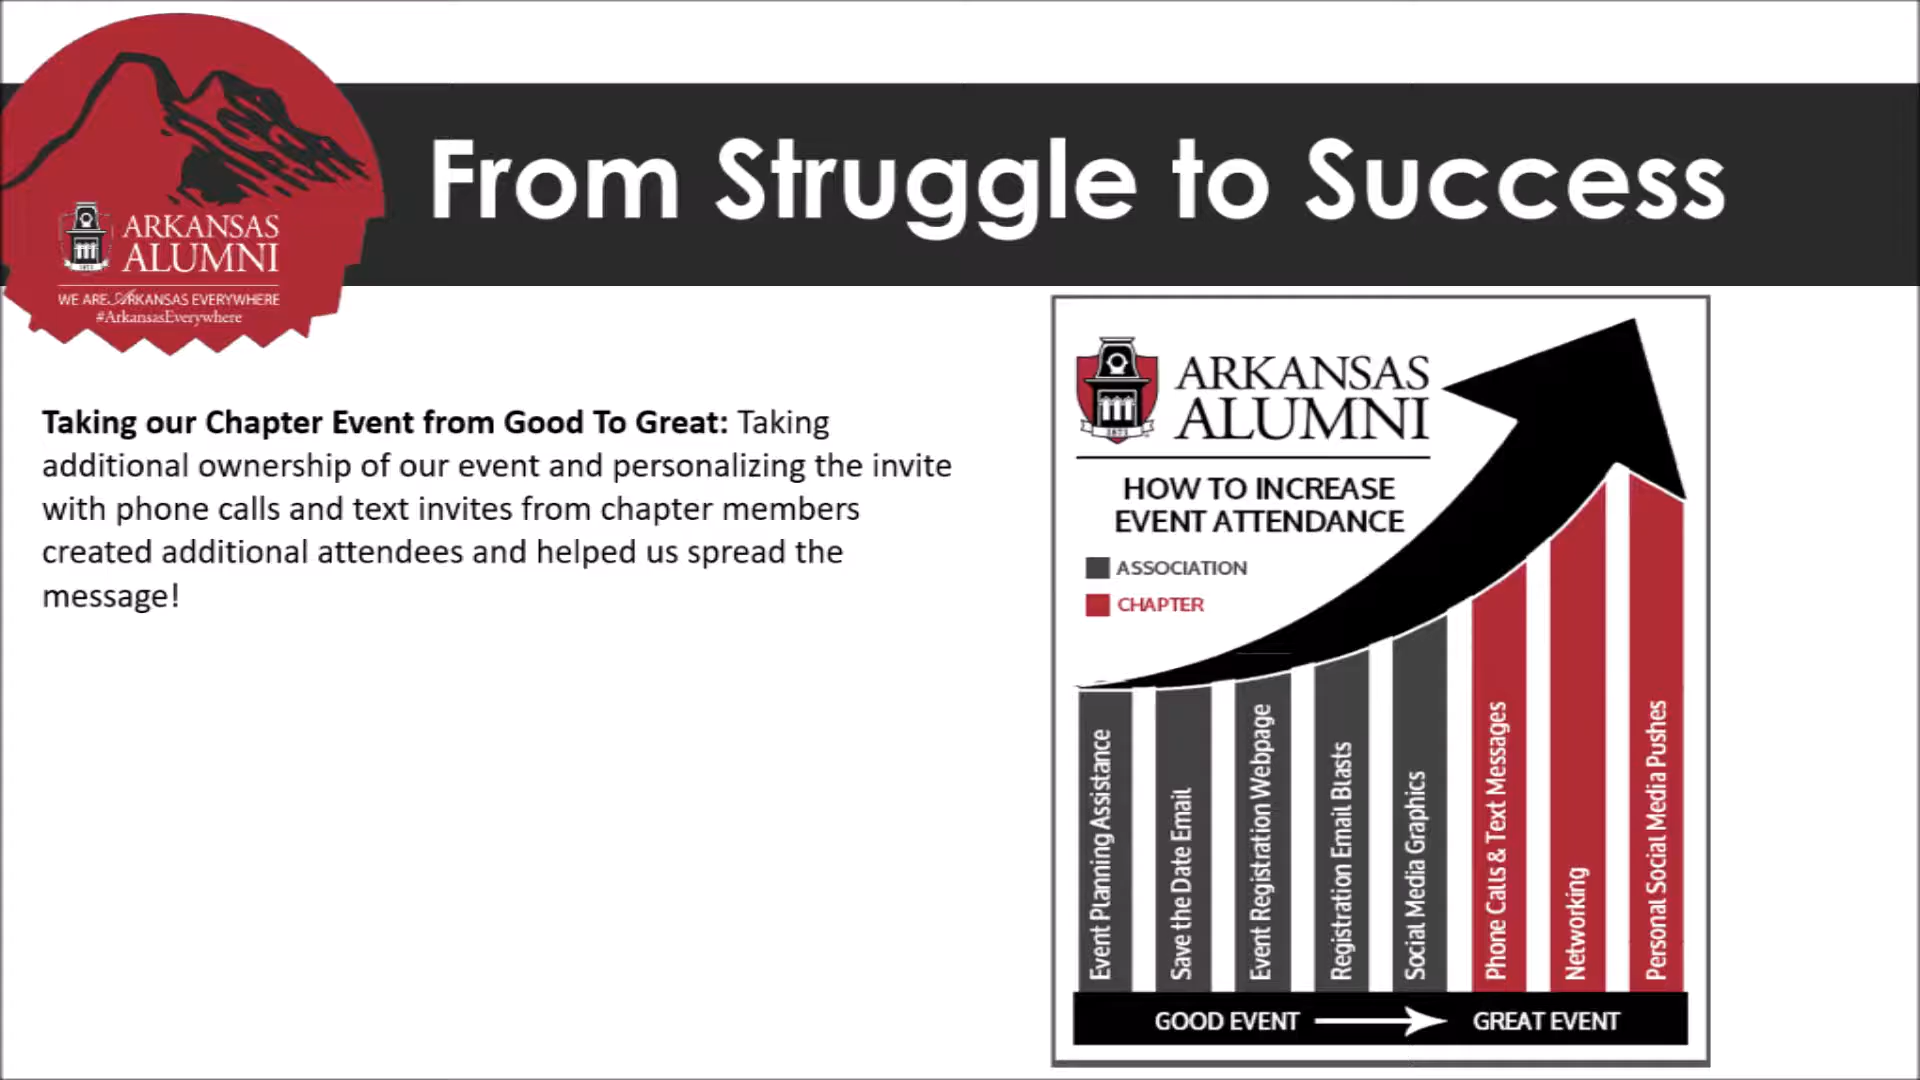 From Struggle to Success
ARKANSAS
ALUMNI
1871
WE ARE ARKANSAS EVERYWHERE
#ArkansasEverywhere
Taking our Chapter Event from Good To Great: Taking
additional ownership of our event and personalizing the invite
with phone calls and text invites from chapter members
created additional attendees and helped us spread the
message!
ARKANSAS
ALUMNI
1871
HOW TO INCREASE
EVENT ATTENDANCE
ASSOCIATION
CHAPTER
Event Planning Assistance
Save the Date Email
Event Registration Webpage
Registration Email Blasts
Social Media Graphics
Phone Calls & Text Messages
Networking
Personal Social Media Pushes
GOOD EVENT
GREAT EVENT